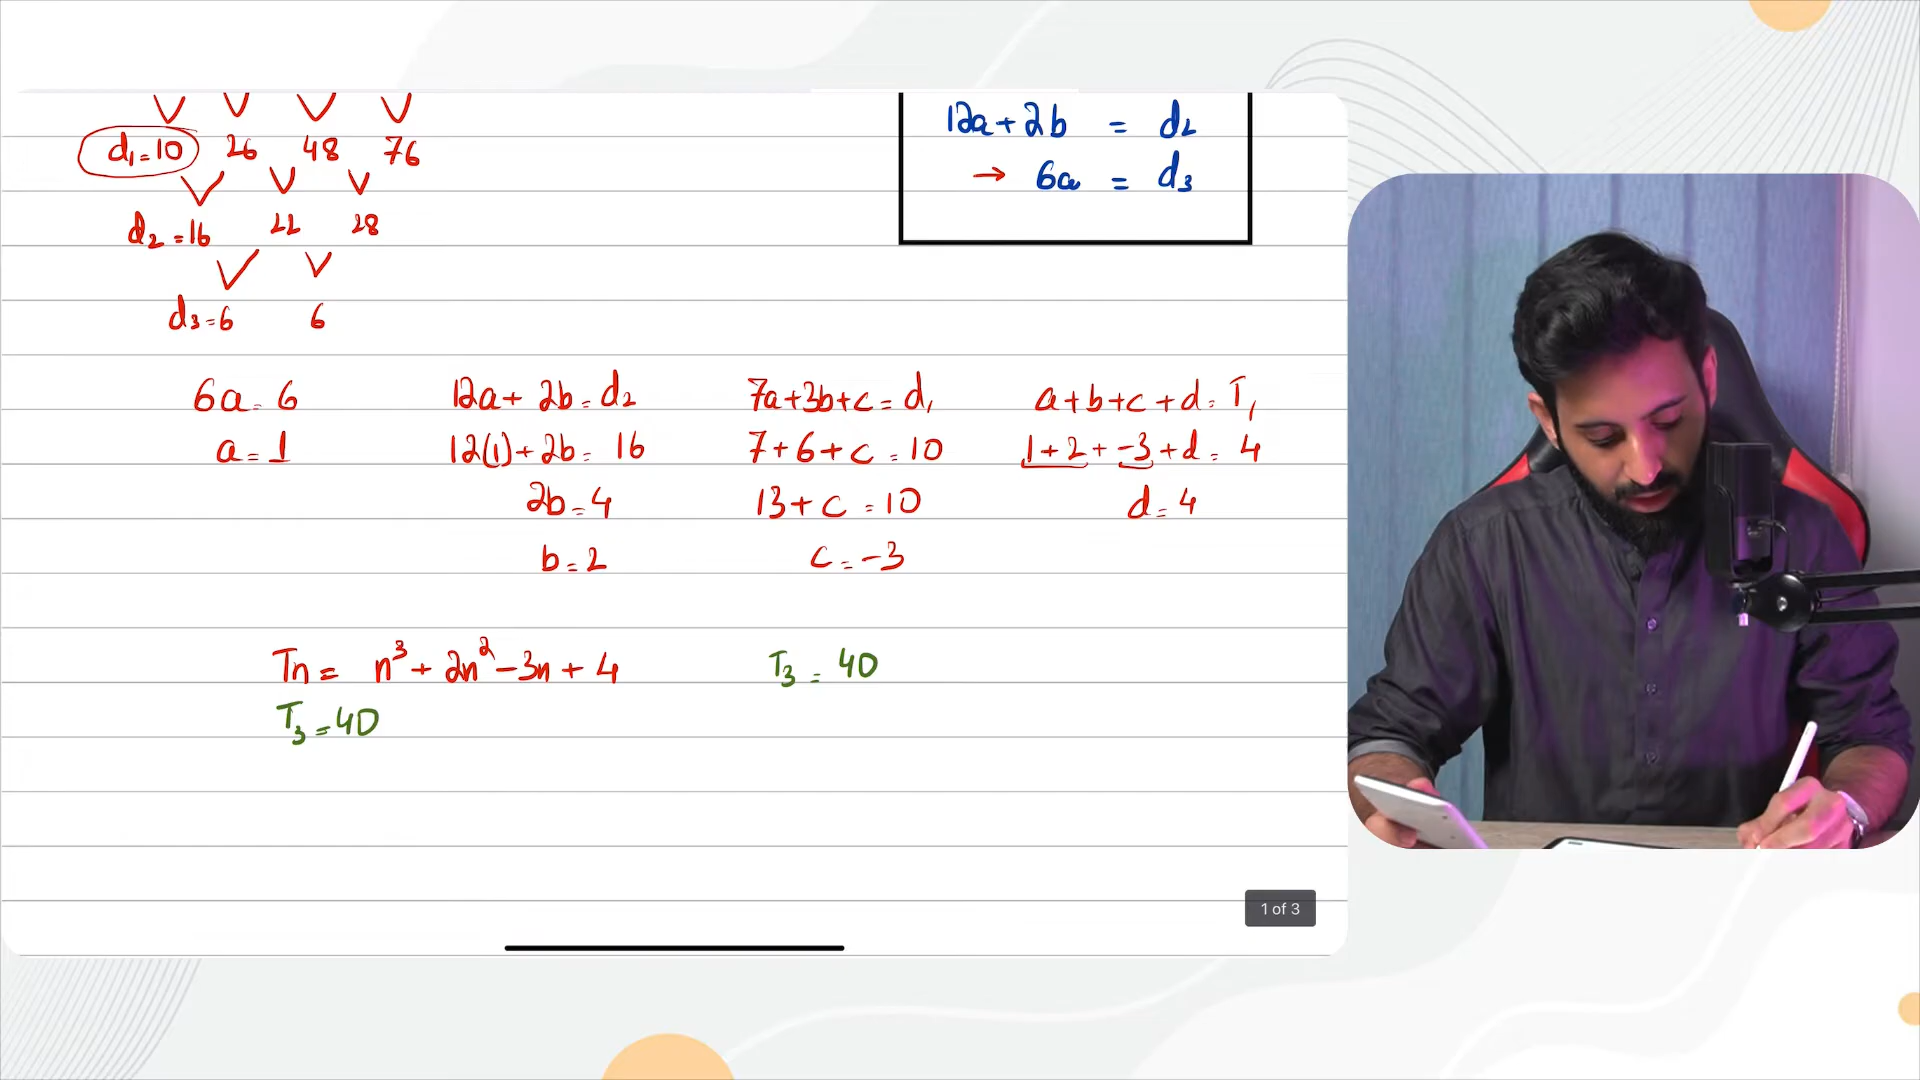 d₁=10 26 48 76
d₂=16 22 28
d₃=6 6
12a+2b = d₂
→ 6a = d₃
6a=6 12a+2b=d₂ 7a+3b+c=d₁ a+b+c+d=T₁
a=1 12(1)+2b=16 7+6+c=10 1+2+-3+d=4
2b=4 13+c=10 d=4
b=2 c=-3
Tn= n³+2n²-3n+4 T₃=40
T₃=40
1 of 3